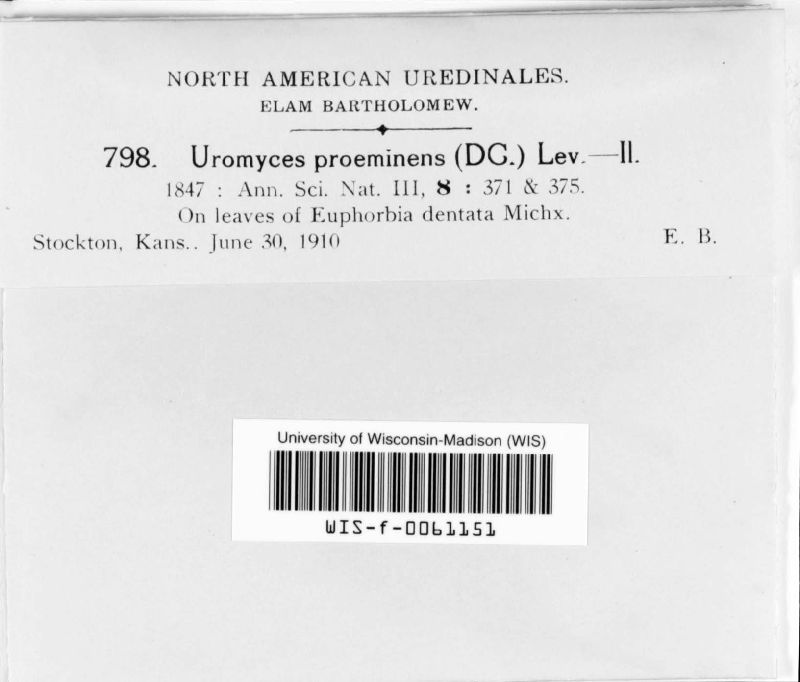 NORTH AMERICAN UREDINALES.
ELAM BARTHOLOMEW.
798. Uromyces proeminens (DC.) Lev.—II.
1847 : Ann. Sci. Nat. III, 8 : 371 & 375.
On leaves of Euphorbia dentata Michx.
Stockton, Kans.. June 30, 1910 E. B.
University of Wisconsin-Madison (WIS)
WIS-f-0061151